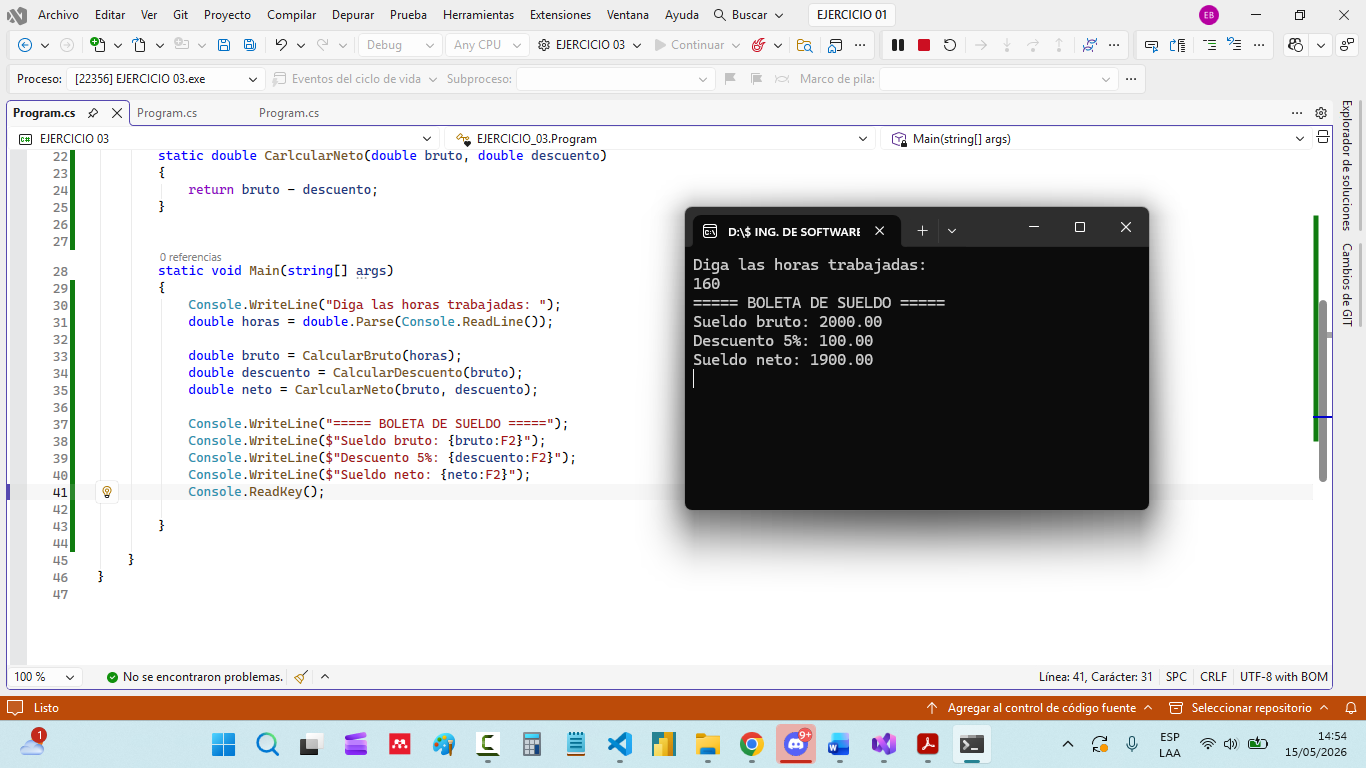 Archivo Editar Ver Git Proyecto Compilar Depurar Prueba Herramientas Extensiones Ventana Ayuda Buscar EJERCICIO 01 EB
Debug Any CPU EJERCICIO 03 Continuar
Proceso: [22356] EJERCICIO 03.exe Eventos del ciclo de vida Subproceso: Marco de pila:
Program.cs Program.cs Program.cs
C# EJERCICIO 03 EJERCICIO_03.Program Main(string[] args)
22 static double CarlcularNeto(double bruto, double descuento)
23 {
24 return bruto - descuento;
25 }
26
27
0 referencias
28 static void Main(string[] args)
29 {
30 Console.WriteLine("Diga las horas trabajadas: ");
31 double horas = double.Parse(Console.ReadLine());
32
33 double bruto = CalcularBruto(horas);
34 double descuento = CalcularDescuento(bruto);
35 double neto = CarlcularNeto(bruto, descuento);
36
37 Console.WriteLine("===== BOLETA DE SUELDO =====");
38 Console.WriteLine($"Sueldo bruto: {bruto:F2}");
39 Console.WriteLine($"Descuento 5%: {descuento:F2}");
40 Console.WriteLine($"Sueldo neto: {neto:F2}");
41 Console.ReadKey();
42
43 }
44
45 }
46 }
47
D:\$ ING. DE SOFTWARE
Diga las horas trabajadas:
160
===== BOLETA DE SUELDO =====
Sueldo bruto: 2000.00
Descuento 5%: 100.00
Sueldo neto: 1900.00
Explorador de soluciones
Cambios de GIT
100 % No se encontraron problemas. Línea: 41, Carácter: 31 SPC CRLF UTF-8 with BOM
Listo Agregar al control de código fuente Seleccionar repositorio
1 9+ ESP LAA 14:54
15/05/2026